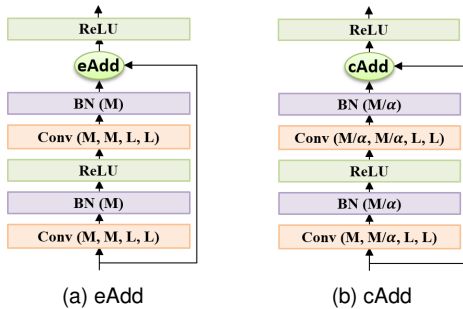 ReLU
eAdd
BN (M)
Conv (M, M, L, L)
ReLU
BN (M)
Conv (M, M, L, L)
(a) eAdd
ReLU
cAdd
BN (M/α)
Conv (M/α, M/α, L, L)
ReLU
BN (M/α)
Conv (M, M/α, L, L)
(b) cAdd